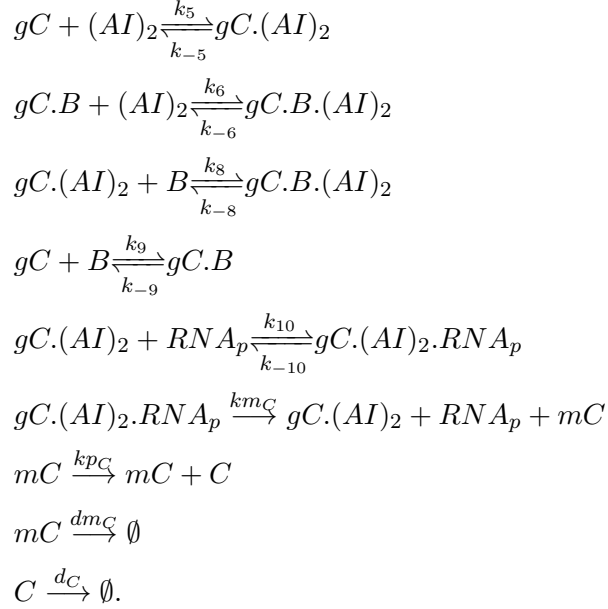 $gC + (AI)_2 \underset{k_{-5}}{\overset{k_5}{\rightleftharpoons}} gC.(AI)_2$
$gC.B + (AI)_2 \underset{k_{-6}}{\overset{k_6}{\rightleftharpoons}} gC.B.(AI)_2$
$gC.(AI)_2 + B \underset{k_{-8}}{\overset{k_8}{\rightleftharpoons}} gC.B.(AI)_2$
$gC + B \underset{k_{-9}}{\overset{k_9}{\rightleftharpoons}} gC.B$
$gC.(AI)_2 + RNA_p \underset{k_{-10}}{\overset{k_{10}}{\rightleftharpoons}} gC.(AI)_2.RNA_p$
$gC.(AI)_2.RNA_p \xrightarrow{km_C} gC.(AI)_2 + RNA_p + mC$
$mC \xrightarrow{kp_C} mC + C$
$mC \xrightarrow{dm_C} \emptyset$
$C \xrightarrow{d_C} \emptyset.$